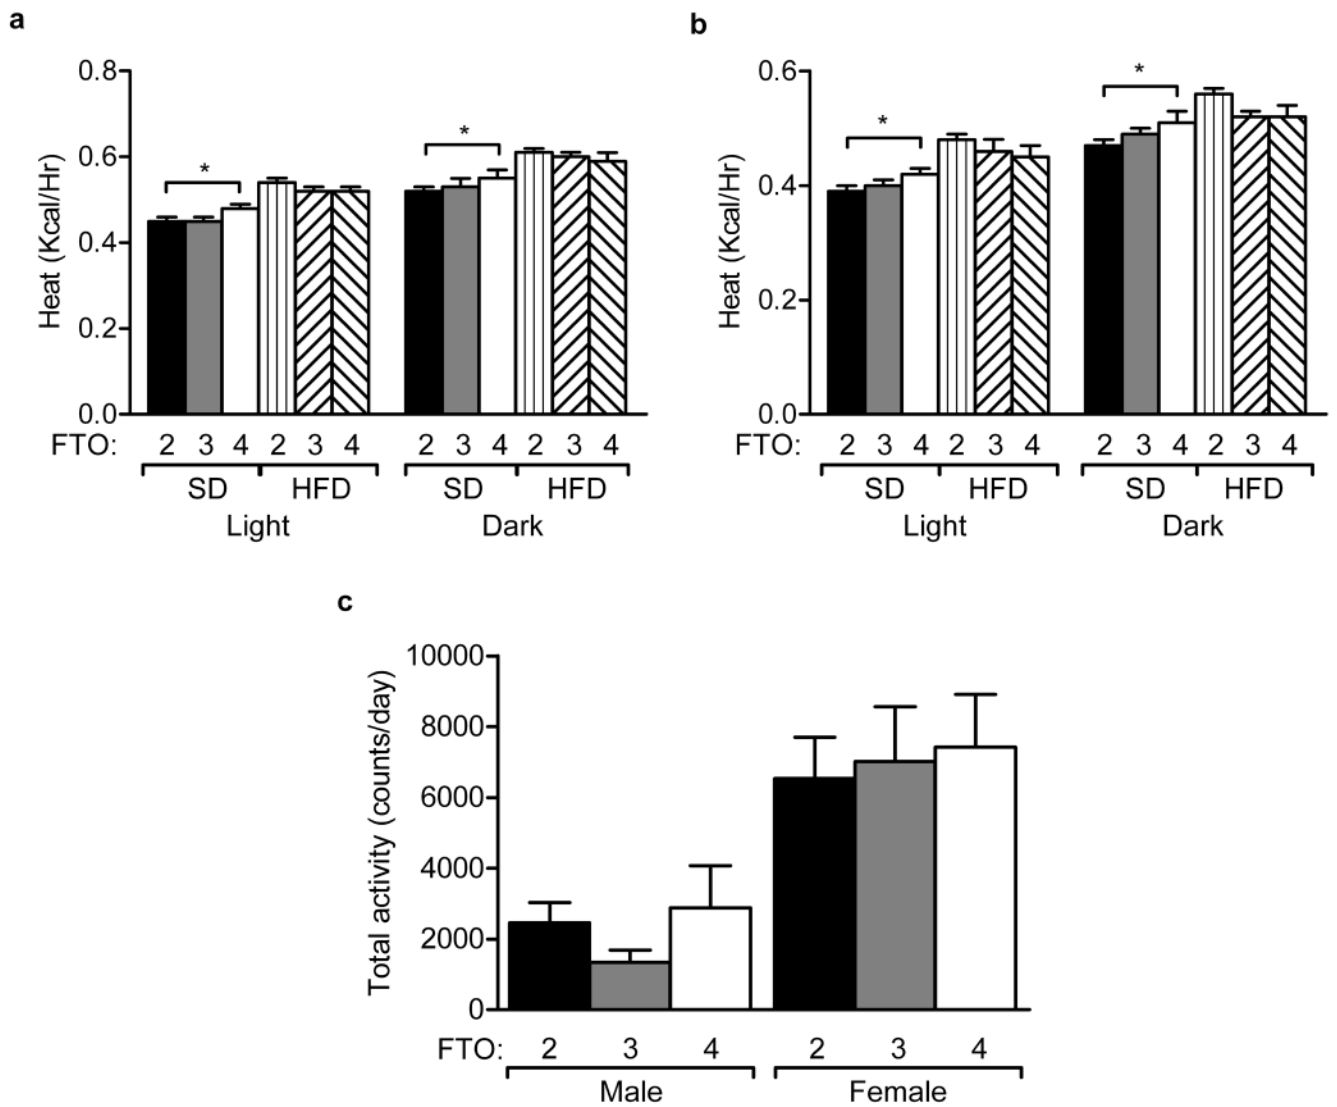 a
Heat (Kcal/Hr)
0.8
0.6
0.4
0.2
0.0
*
*
FTO: 2 3 4 2 3 4 2 3 4 2 3 4
SD HFD SD HFD
Light Dark
b
Heat (Kcal/Hr)
0.6
0.4
0.2
0.0
*
*
FTO: 2 3 4 2 3 4 2 3 4 2 3 4
SD HFD SD HFD
Light Dark
c
Total activity (counts/day)
10000
8000
6000
4000
2000
0
FTO: 2 3 4 2 3 4
Male Female